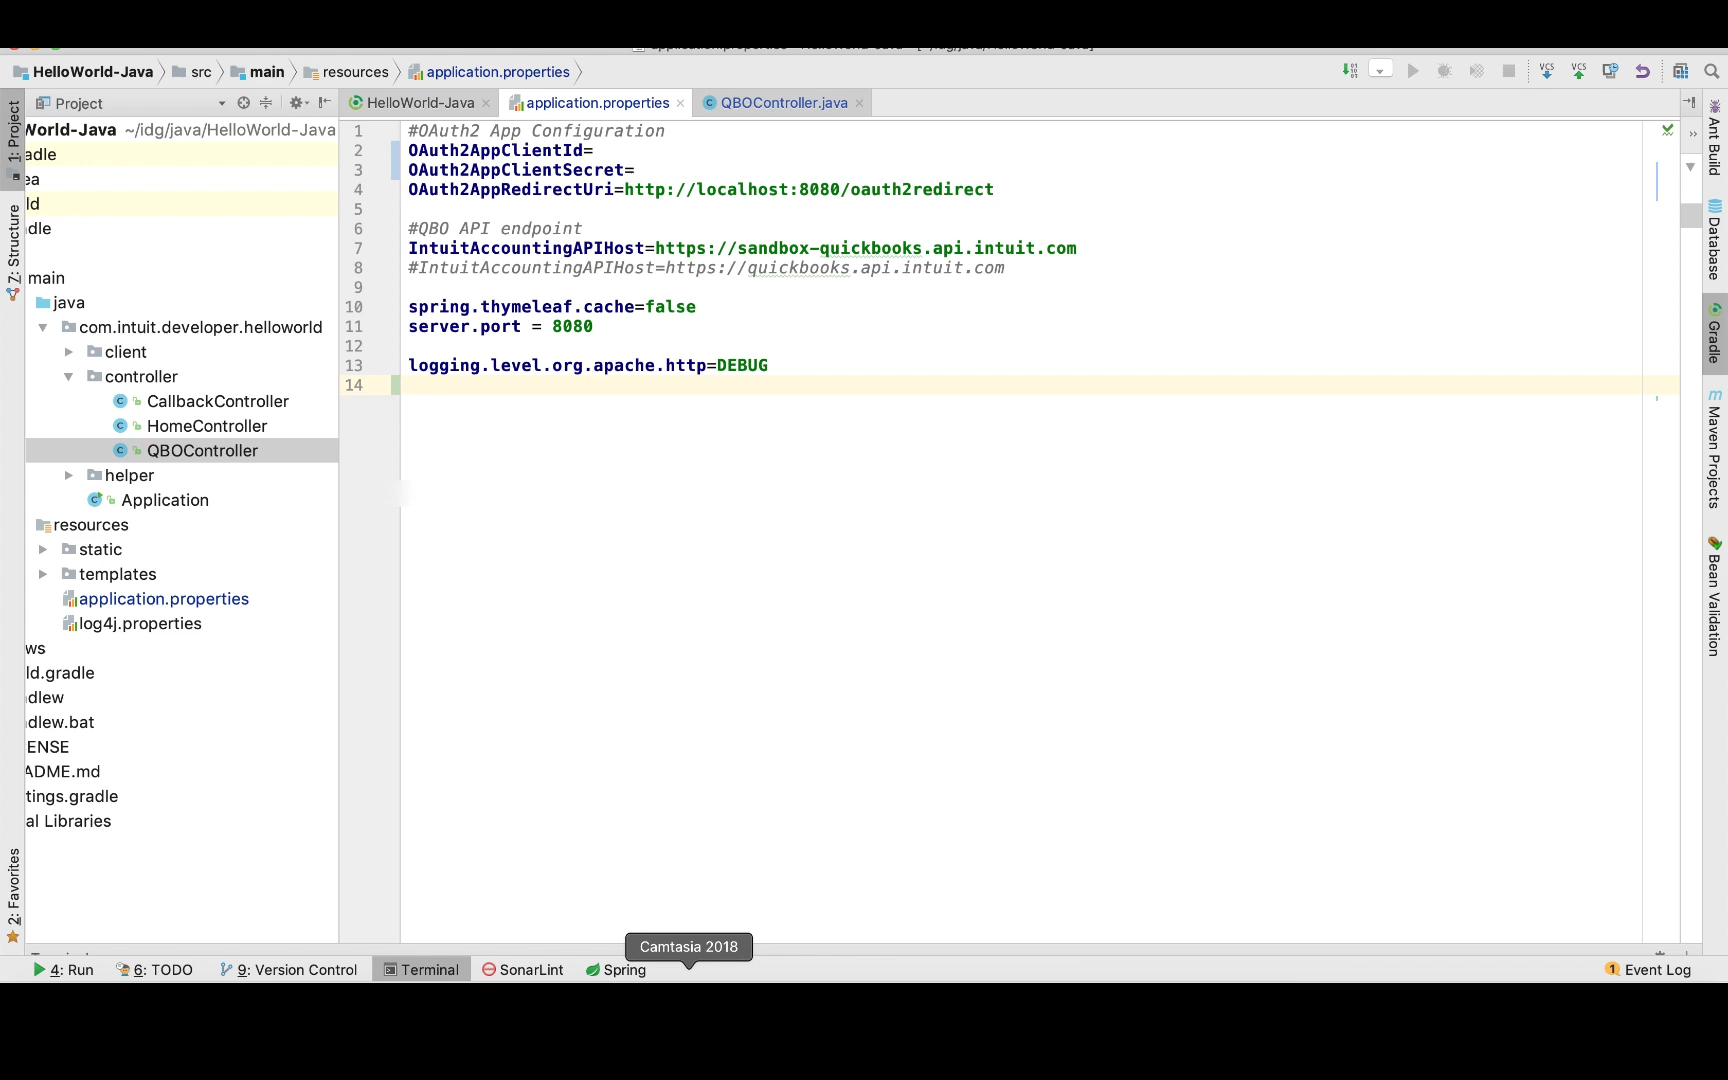 HelloWorld-Java src main resources application.properties
Project
HelloWorld-Java application.properties QBOController.java
World-Java ~/idg/java/HelloWorld-Java
adle
ea
ld
dle
main
java
com.intuit.developer.helloworld
client
controller
CallbackController
HomeController
QBOController
helper
Application
resources
static
templates
application.properties
log4j.properties
ws
ld.gradle
dlew
dlew.bat
ENSE
ADME.md
tings.gradle
al Libraries
1: Project
7: Structure
2: Favorites
1 #OAuth2 App Configuration
2 OAuth2AppClientId=
3 OAuth2AppClientSecret=
4 OAuth2AppRedirectUri=http://localhost:8080/oauth2redirect
5
6 #QBO API endpoint
7 IntuitAccountingAPIHost=https://sandbox-quickbooks.api.intuit.com
8 #IntuitAccountingAPIHost=https://quickbooks.api.intuit.com
9
10 spring.thymeleaf.cache=false
11 server.port = 8080
12
13 logging.level.org.apache.http=DEBUG
14
VCS VCS
Ant Build
Database
Gradle
Maven Projects
Bean Validation
Camtasia 2018
4: Run 6: TODO 9: Version Control Terminal SonarLint Spring 1 Event Log